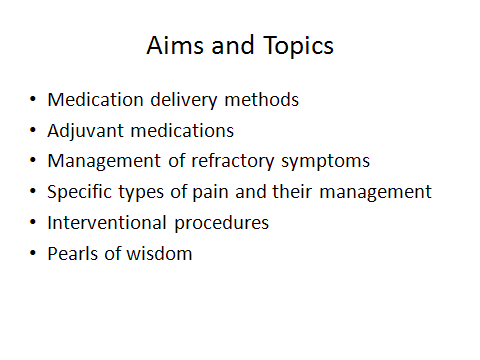 Aims and Topics
• Medication delivery methods
• Adjuvant medications
• Management of refractory symptoms
• Specific types of pain and their management
• Interventional procedures
• Pearls of wisdom